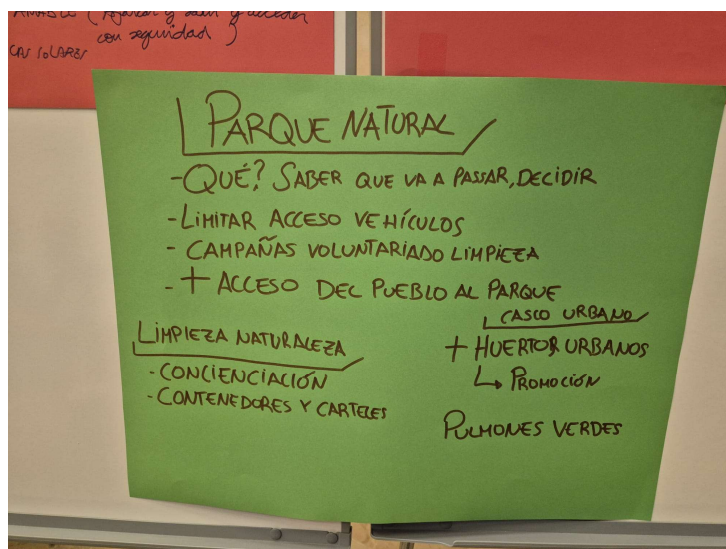 con seguridad )
PARQUE NATURAL
- QUÉ? SABER QUE VA A PASSAR, DECIDIR
- LIMITAR ACCESO VEHÍCULOS
- CAMPAÑAS VOLUNTARIADO LIMPIEZA
- + ACCESO DEL PUEBLO AL PARQUE
LIMPIEZA NATURALEZA
- CONCIENCIACIÓN
- CONTENEDORES Y CARTELES
CASCO URBANO
+ HUERTOS URBANOS
↳ PROMOCIÓN
PULMONES VERDES